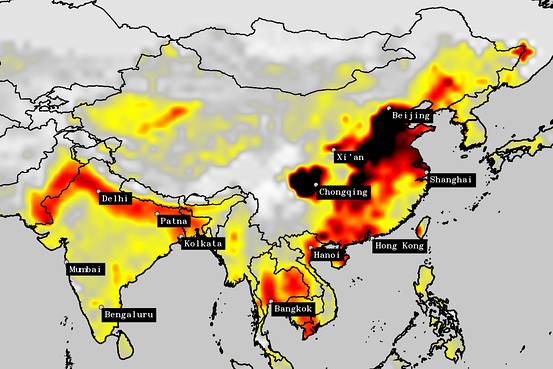 Beijing
Xi'an
Shanghai
Chongqing
Delhi
Patna
Kolkata
Hong Kong
Hanoi
Mumbai
Bangkok
Bengaluru